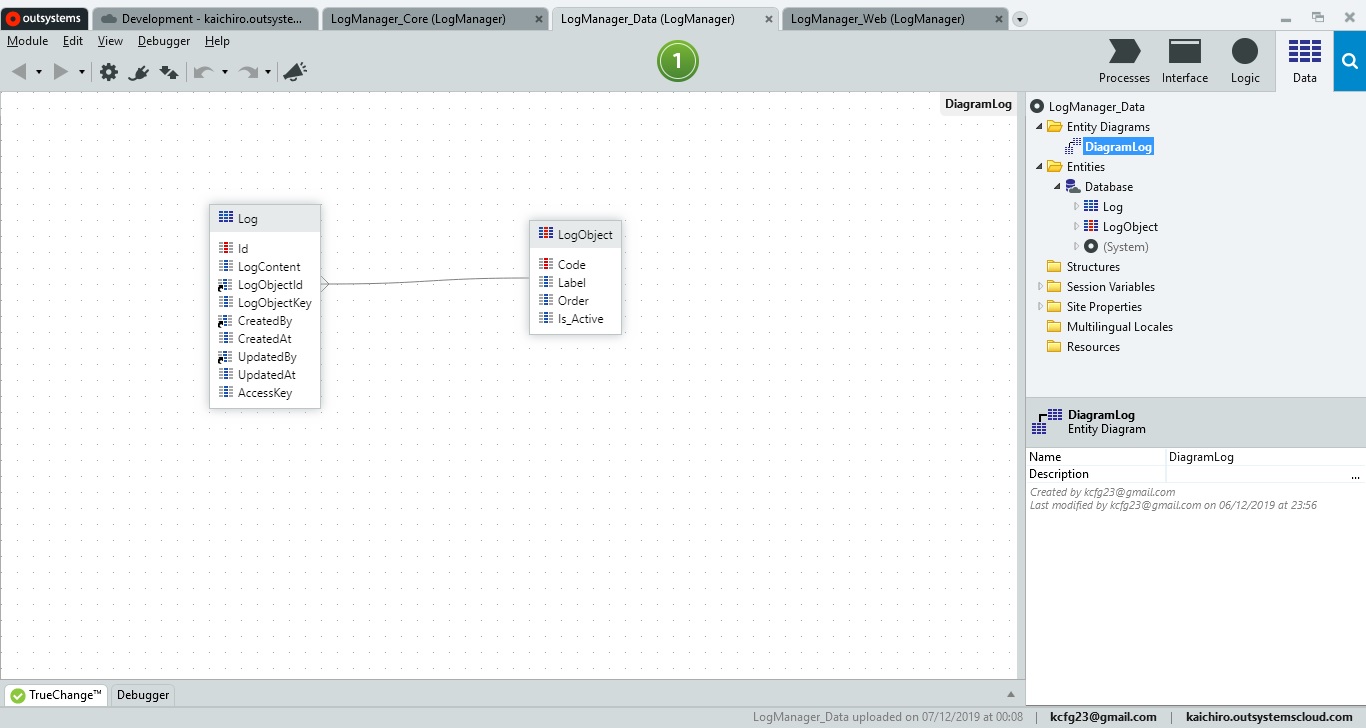 outsystems
Development - kaichiro.outsyste...
LogManager_Core (LogManager)
LogManager_Data (LogManager)
LogManager_Web (LogManager)
Module Edit View Debugger Help
1
Processes Interface Logic Data
DiagramLog
Log
Id
LogContent
LogObjectId
LogObjectKey
CreatedBy
CreatedAt
UpdatedBy
UpdatedAt
AccessKey
LogObject
Code
Label
Order
Is_Active
LogManager_Data
Entity Diagrams
DiagramLog
Entities
Database
Log
LogObject
(System)
Structures
Session Variables
Site Properties
Multilingual Locales
Resources
DiagramLog
Entity Diagram
Name DiagramLog
Description ...
Created by kcfg23@gmail.com
Last modified by kcfg23@gmail.com on 06/12/2019 at 23:56
TrueChange™ Debugger
LogManager_Data uploaded on 07/12/2019 at 00:08 | kcfg23@gmail.com | kaichiro.outsystemscloud.com